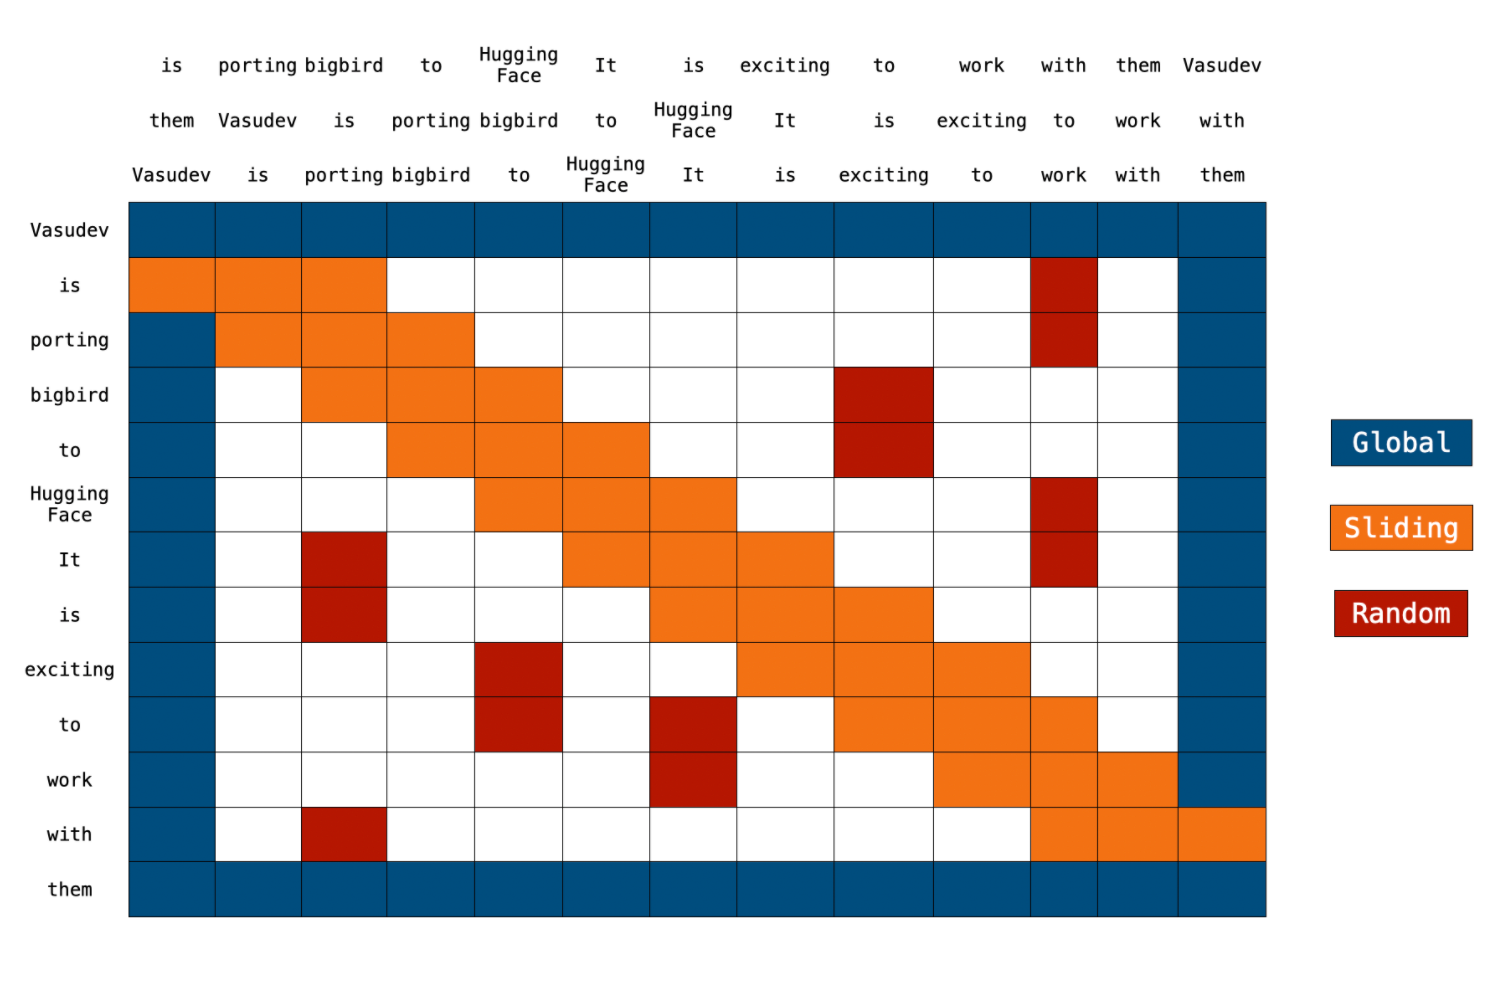 is porting bigbird to Hugging Face It is exciting to work with them Vasudev
them Vasudev is porting bigbird to Hugging Face It is exciting to work with
Vasudev is porting bigbird to Hugging Face It is exciting to work with them
Vasudev
is
porting
bigbird
to
Hugging
Face
It
is
exciting
to
work
with
them
Global
Sliding
Random